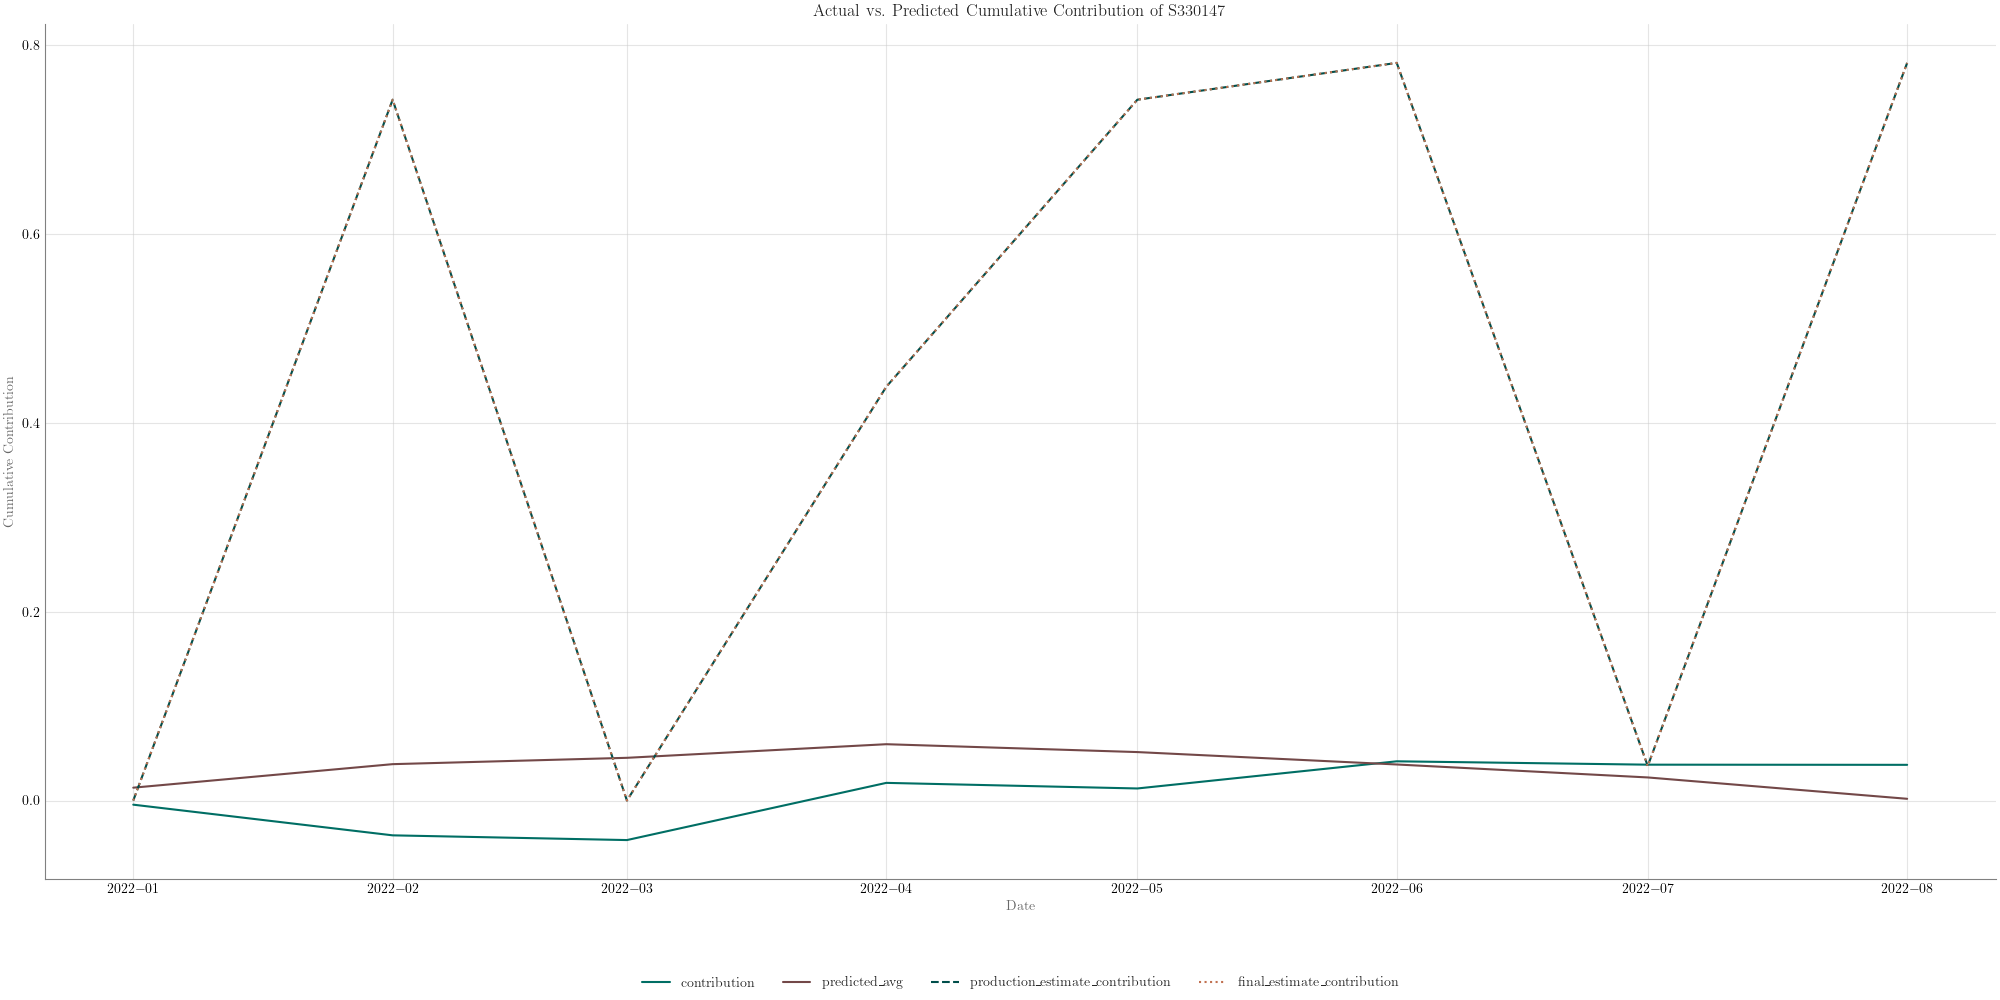 Actual vs. Predicted Cumulative Contribution of S330147
0.8
0.6
0.4
0.2
0.0
Cumulative Contribution
2022−01 2022−02 2022−03 2022−04 2022−05 2022−06 2022−07 2022−08
Date
contribution predicted_avg production_estimate_contribution final_estimate_contribution